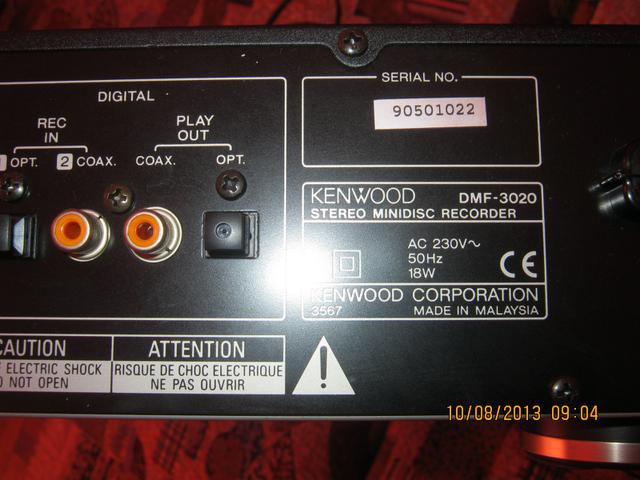 DIGITAL
REC
IN
PLAY
OUT
1 OPT.
2 COAX.
COAX.
OPT.
SERIAL NO.
90501022
KENWOOD DMF-3020
STEREO MINIDISC RECORDER
AC 230V~
50Hz
18W
CE
KENWOOD CORPORATION
3567 MADE IN MALAYSIA
CAUTION
ELECTRIC SHOCK
NOT OPEN
ATTENTION
RISQUE DE CHOC ELECTRIQUE
NE PAS OUVRIR
10/08/2013 09:04